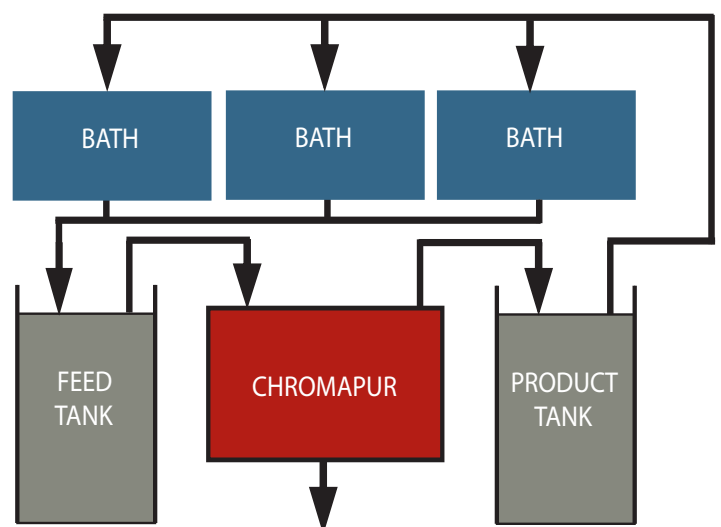 BATH
BATH
BATH
FEED
TANK
CHROMAPUR
PRODUCT
TANK